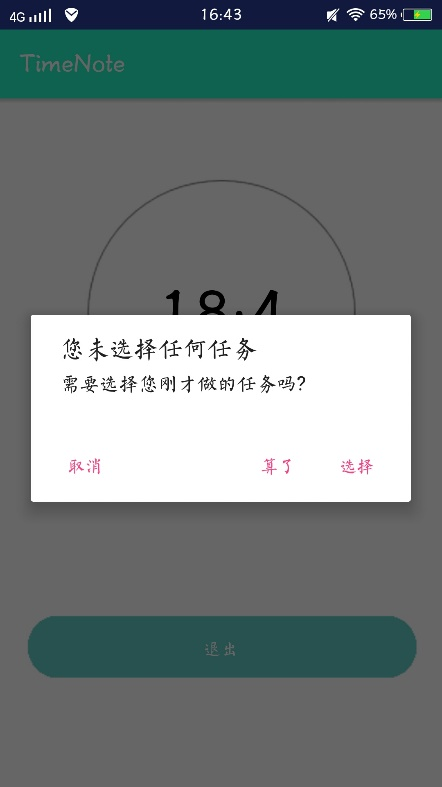 4G 16:43 65%
TimeNote
18:4
您未选择任何任务
需要选择您刚才做的任务吗?
取消 算了 选择
退出